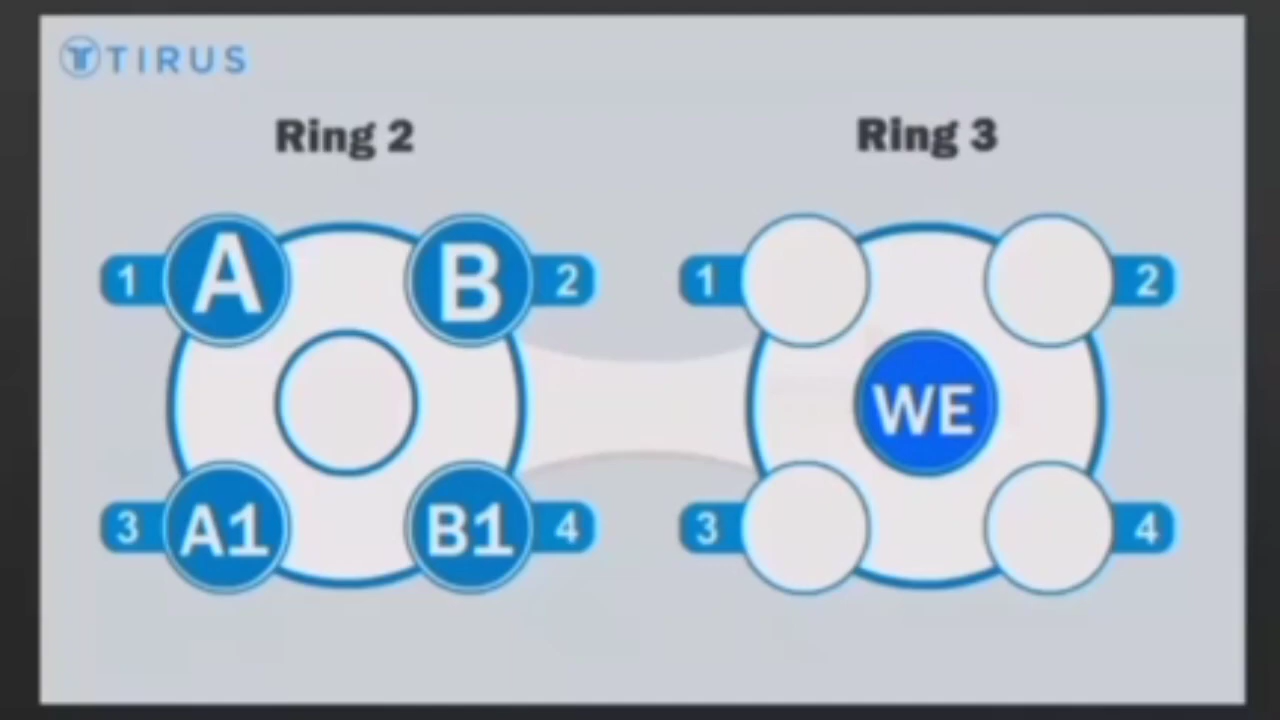 TIRUS
Ring 2
Ring 3
1 A B 2
1 2
WE
3 A1 B1 4
3 4